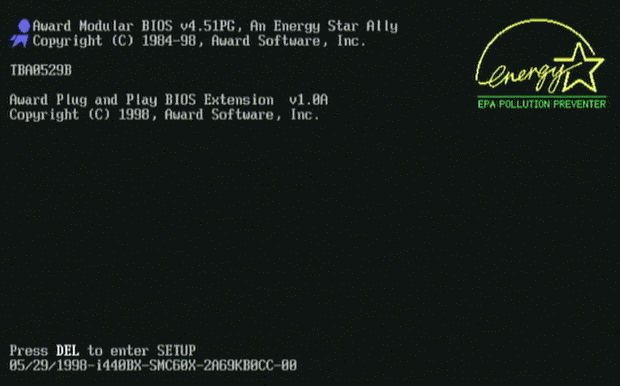 Award Modular BIOS v4.51PG, An Energy Star Ally
Copyright (C) 1984-98, Award Software, Inc.
energy
EPA POLLUTION PREVENTER
TBA0529B
Award Plug and Play BIOS Extension v1.0A
Copyright (C) 1998, Award Software, Inc.
Press DEL to enter SETUP
05/29/1998-i440BX-SMC60X-2A69KB0CC-00